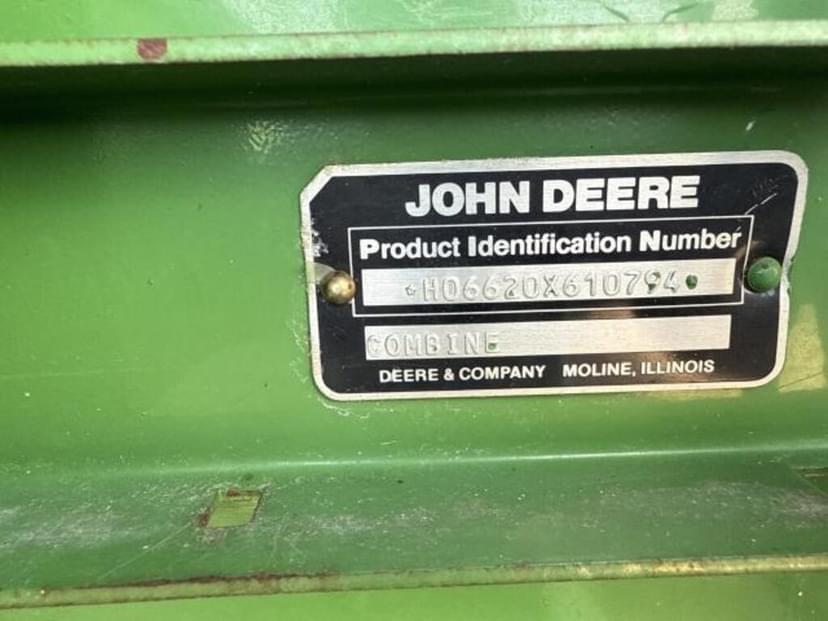 JOHN DEERE
Product Identification Number
*H06620X610794*
COMBINE
DEERE & COMPANY MOLINE, ILLINOIS